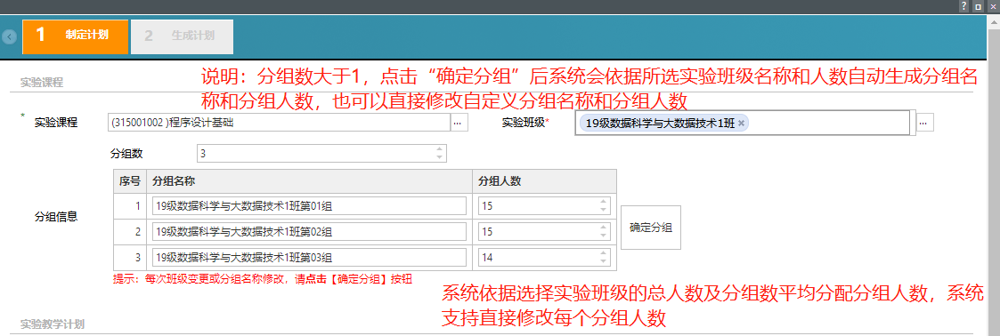 1 制定计划 2 生成计划
说明：分组数大于1，点击“确定分组”后系统会依据所选实验班级名称和人数自动生成分组名
称和分组人数，也可以直接修改自定义分组名称和分组人数
实验课程
* 实验课程 (315001002 )程序设计基础 ... 实验班级* 19级数据科学与大数据技术1班 × ...
分组数 3
序号 分组名称 分组人数
1 19级数据科学与大数据技术1班第01组 15
分组信息
2 19级数据科学与大数据技术1班第02组 15
确定分组
3 19级数据科学与大数据技术1班第03组 14
提示：每次班级变更或分组名称修改，请点击【确定分组】按钮
系统依据选择实验班级的总人数及分组数平均分配分组人数，系统
支持直接修改每个分组人数
实验教学计划